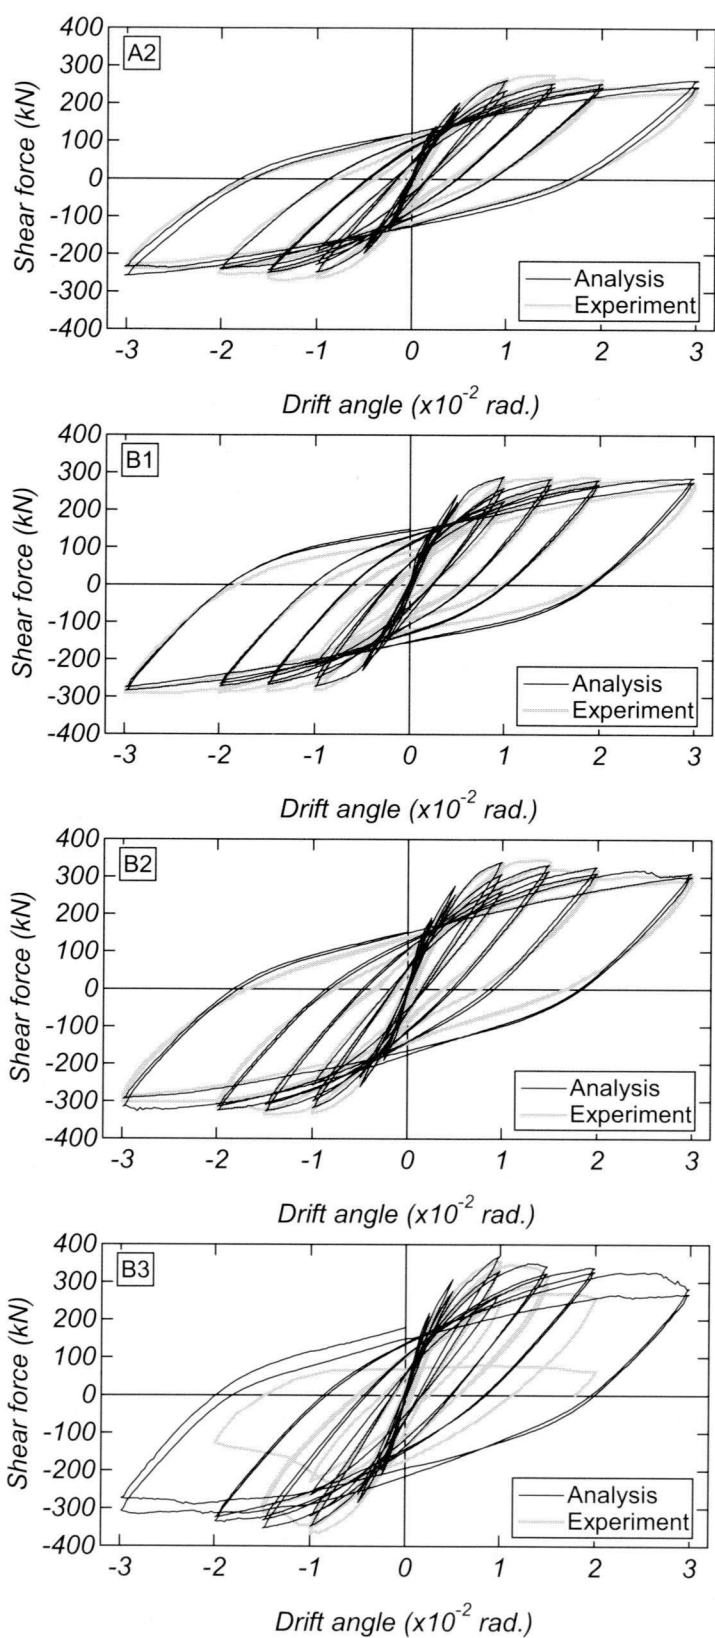 A2
Shear force (kN)
400
300
200
100
0
-100
-200
-300
-400
-3 -2 -1 0 1 2 3
Analysis
Experiment
Drift angle (x10-2 rad.)
B1
Shear force (kN)
400
300
200
100
0
-100
-200
-300
-400
-3 -2 -1 0 1 2 3
Analysis
Experiment
Drift angle (x10-2 rad.)
B2
Shear force (kN)
400
300
200
100
0
-100
-200
-300
-400
-3 -2 -1 0 1 2 3
Analysis
Experiment
Drift angle (x10-2 rad.)
B3
Shear force (kN)
400
300
200
100
0
-100
-200
-300
-400
-3 -2 -1 0 1 2 3
Analysis
Experiment
Drift angle (x10-2 rad.)